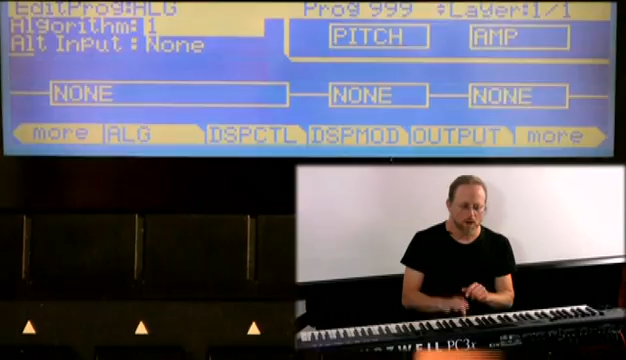 EditProg:ALG Prog 999 Layer:1/1
Algorithm:1
Alt Input : None
PITCH AMP
NONE NONE NONE
more ALG DSPCTL DSPMOD OUTPUT more
KURZWEIL PC3x